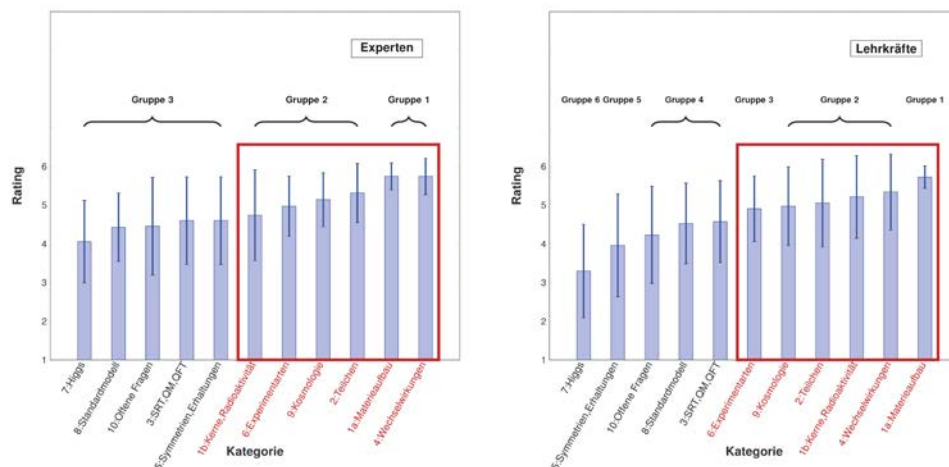 Experten
Gruppe 3
Gruppe 2
Gruppe 1
Rating
6
5
4
3
2
1
7:Higgs
8:Standardmodell
10:Offene Fragen
3:SRT,QM,QFT
5:Symmetrien,Erhaltungen
1b:Kerne,Radioaktivität
6:Experimentarten
9:Kosmologie
2:Teilchen
1a:Materieaufbau
4:Wechselwirkungen
Kategorie
Lehrkräfte
Gruppe 6
Gruppe 5
Gruppe 4
Gruppe 3
Gruppe 2
Gruppe 1
Rating
6
5
4
3
2
1
7:Higgs
5:Symmetrien,Erhaltungen
10:Offene Fragen
8:Standardmodell
3:SRT,QM,QFT
6:Experimentarten
9:Kosmologie
2:Teilchen
1b:Kerne,Radioaktivität
4:Wechselwirkungen
1a:Materieaufbau
Kategorie